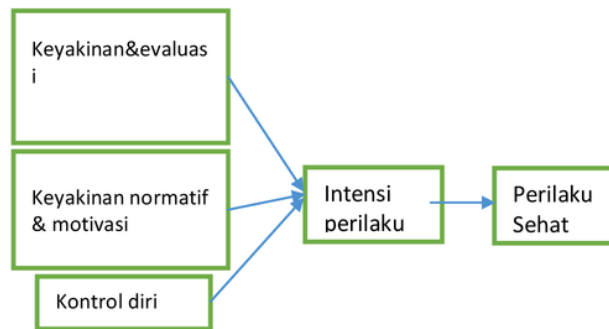 Keyakinan&evaluas
i
Keyakinan normatif
& motivasi
Kontrol diri
Intensi
perilaku
Perilaku
Sehat